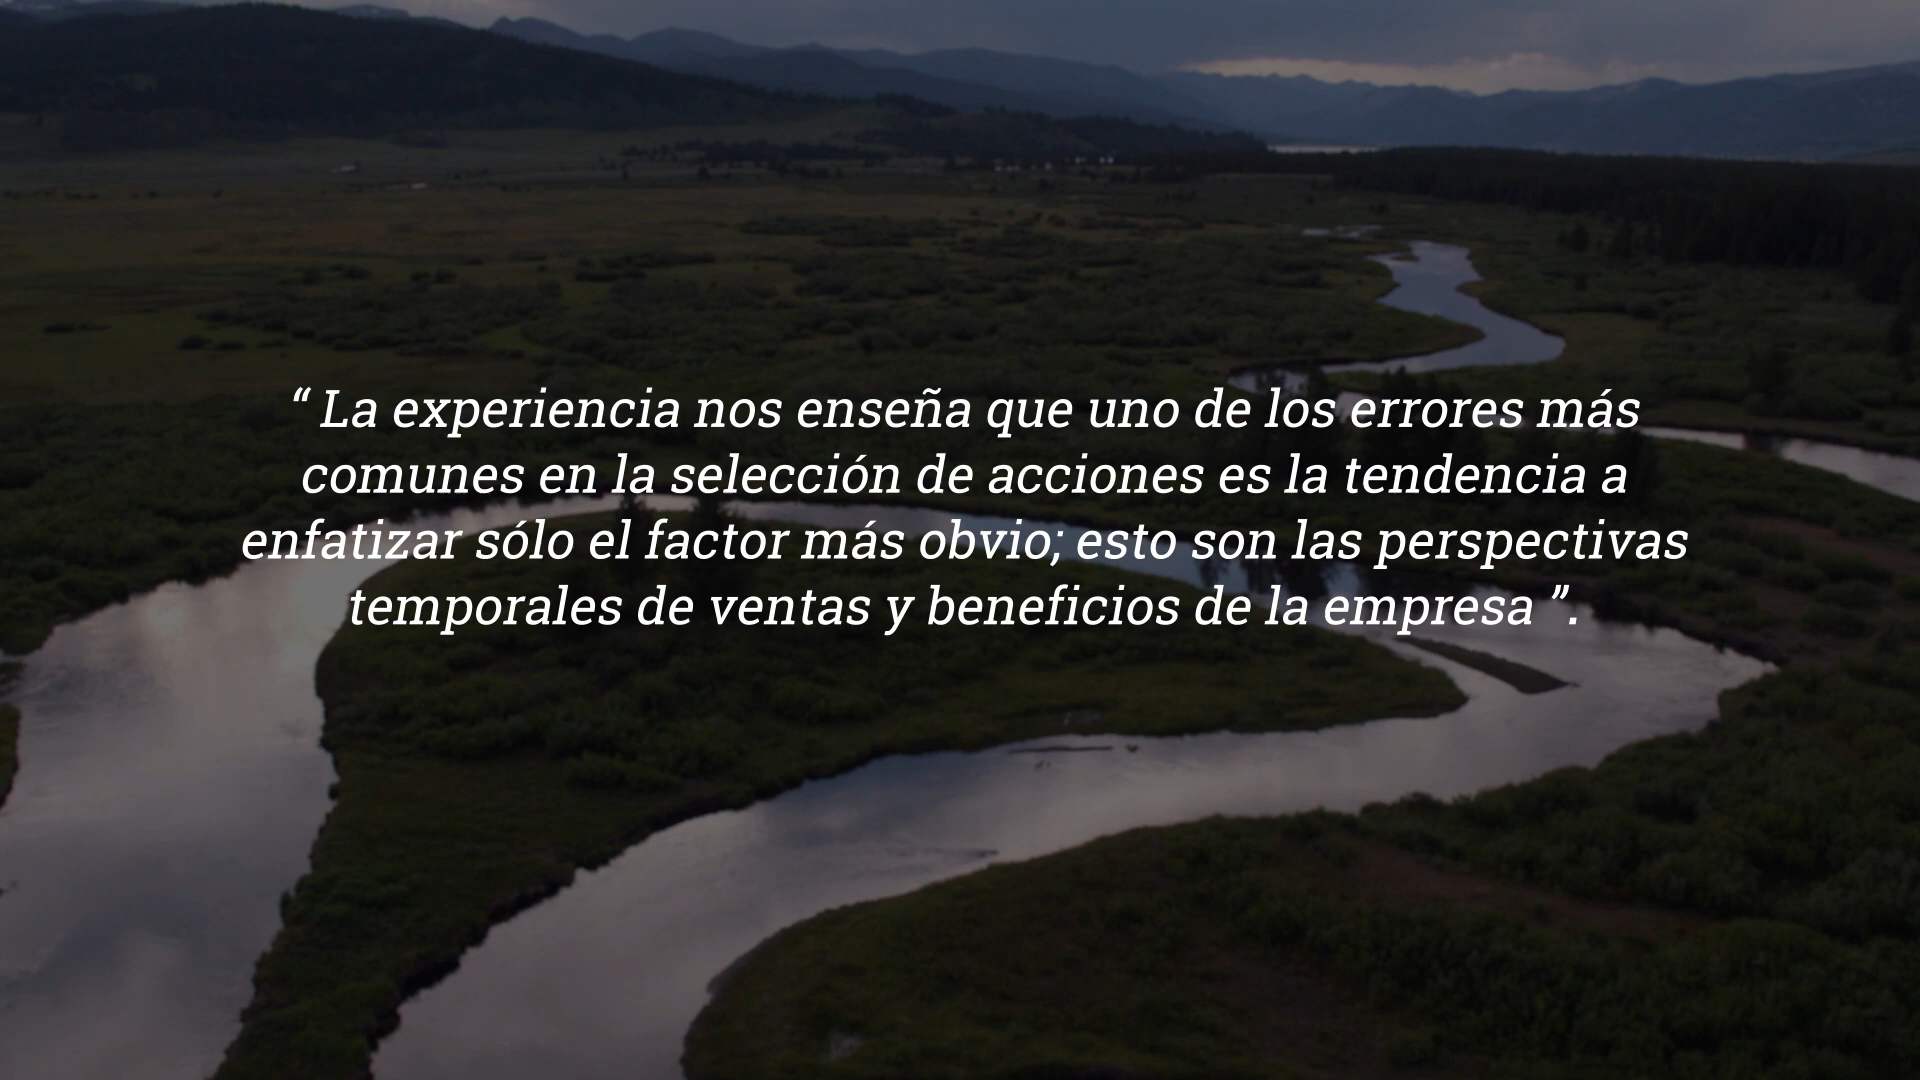 “ La experiencia nos enseña que uno de los errores más
comunes en la selección de acciones es la tendencia a
enfatizar sólo el factor más obvio; esto son las perspectivas
temporales de ventas y beneficios de la empresa ”.